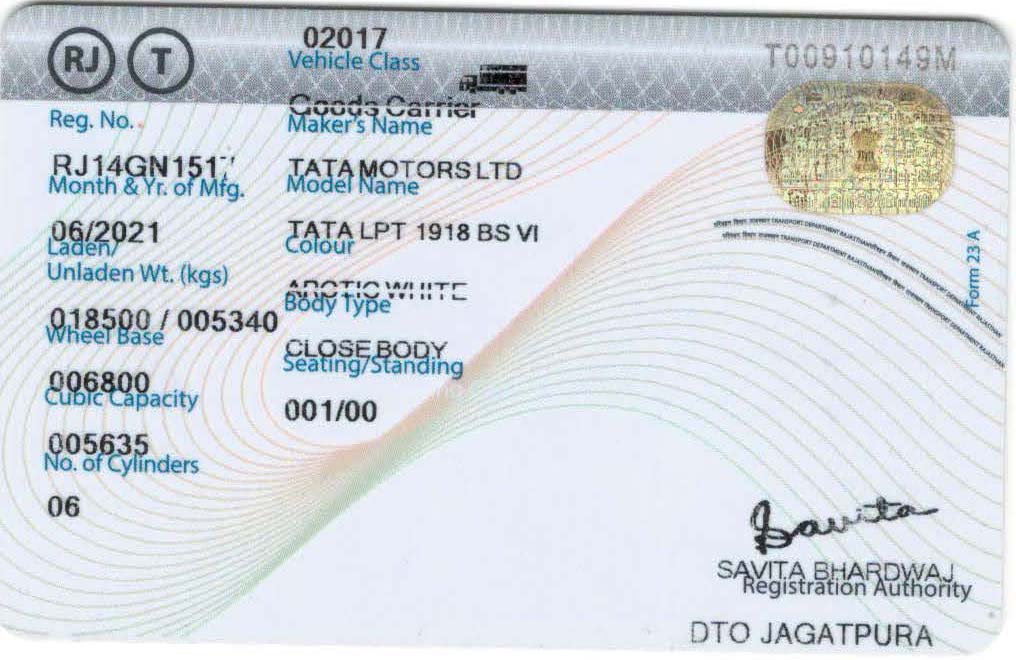 RJ T
02017
Vehicle Class
T00910149M
Goods Carrier
Reg. No.
Maker's Name
TATA MOTORS LTD
Month & Yr. of Mfg.
Model Name
06/2021
TATA LPT 1918 BS VI
Laden/
Unladen Wt. (kgs)
Colour
ARCTIC WHITE
Body Type
018500 / 005340
Wheel Base
CLOSE BODY
Seating/Standing
006800
Cubic Capacity
001/00
005635
No. of Cylinders
06
Form 23 A
TRANSPORT DEPARTMENT RAJASTHAN
Savita
SAVITA BHARDWAJ
Registration Authority
DTO JAGATPURA